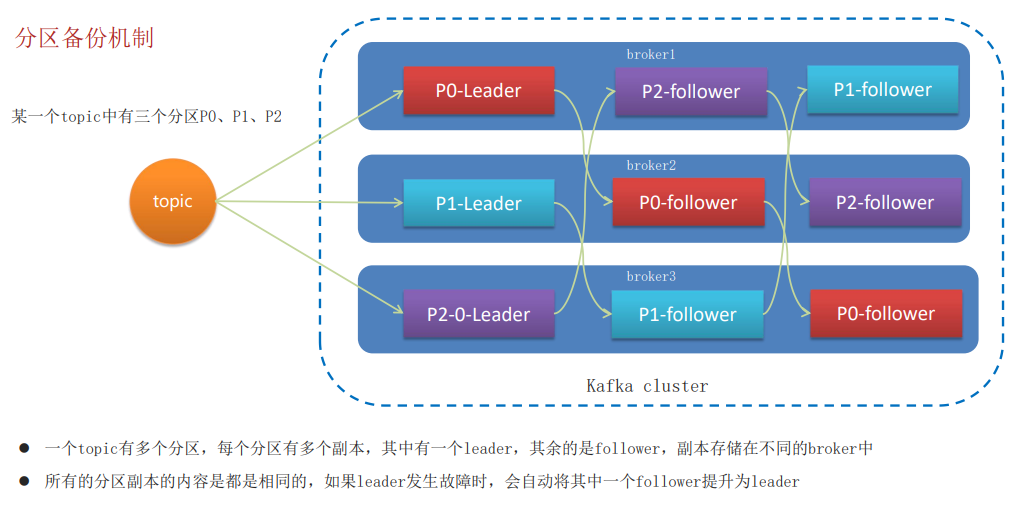 分区备份机制
某一个topic中有三个分区P0、P1、P2
topic
broker1
P0-Leader
P2-follower
P1-follower
broker2
P1-Leader
P0-follower
P2-follower
broker3
P2-0-Leader
P1-follower
P0-follower
Kafka cluster
● 一个topic有多个分区，每个分区有多个副本，其中有一个leader，其余的是follower，副本存储在不同的broker中
● 所有的分区副本的内容是都是相同的，如果leader发生故障时，会自动将其中一个follower提升为leader